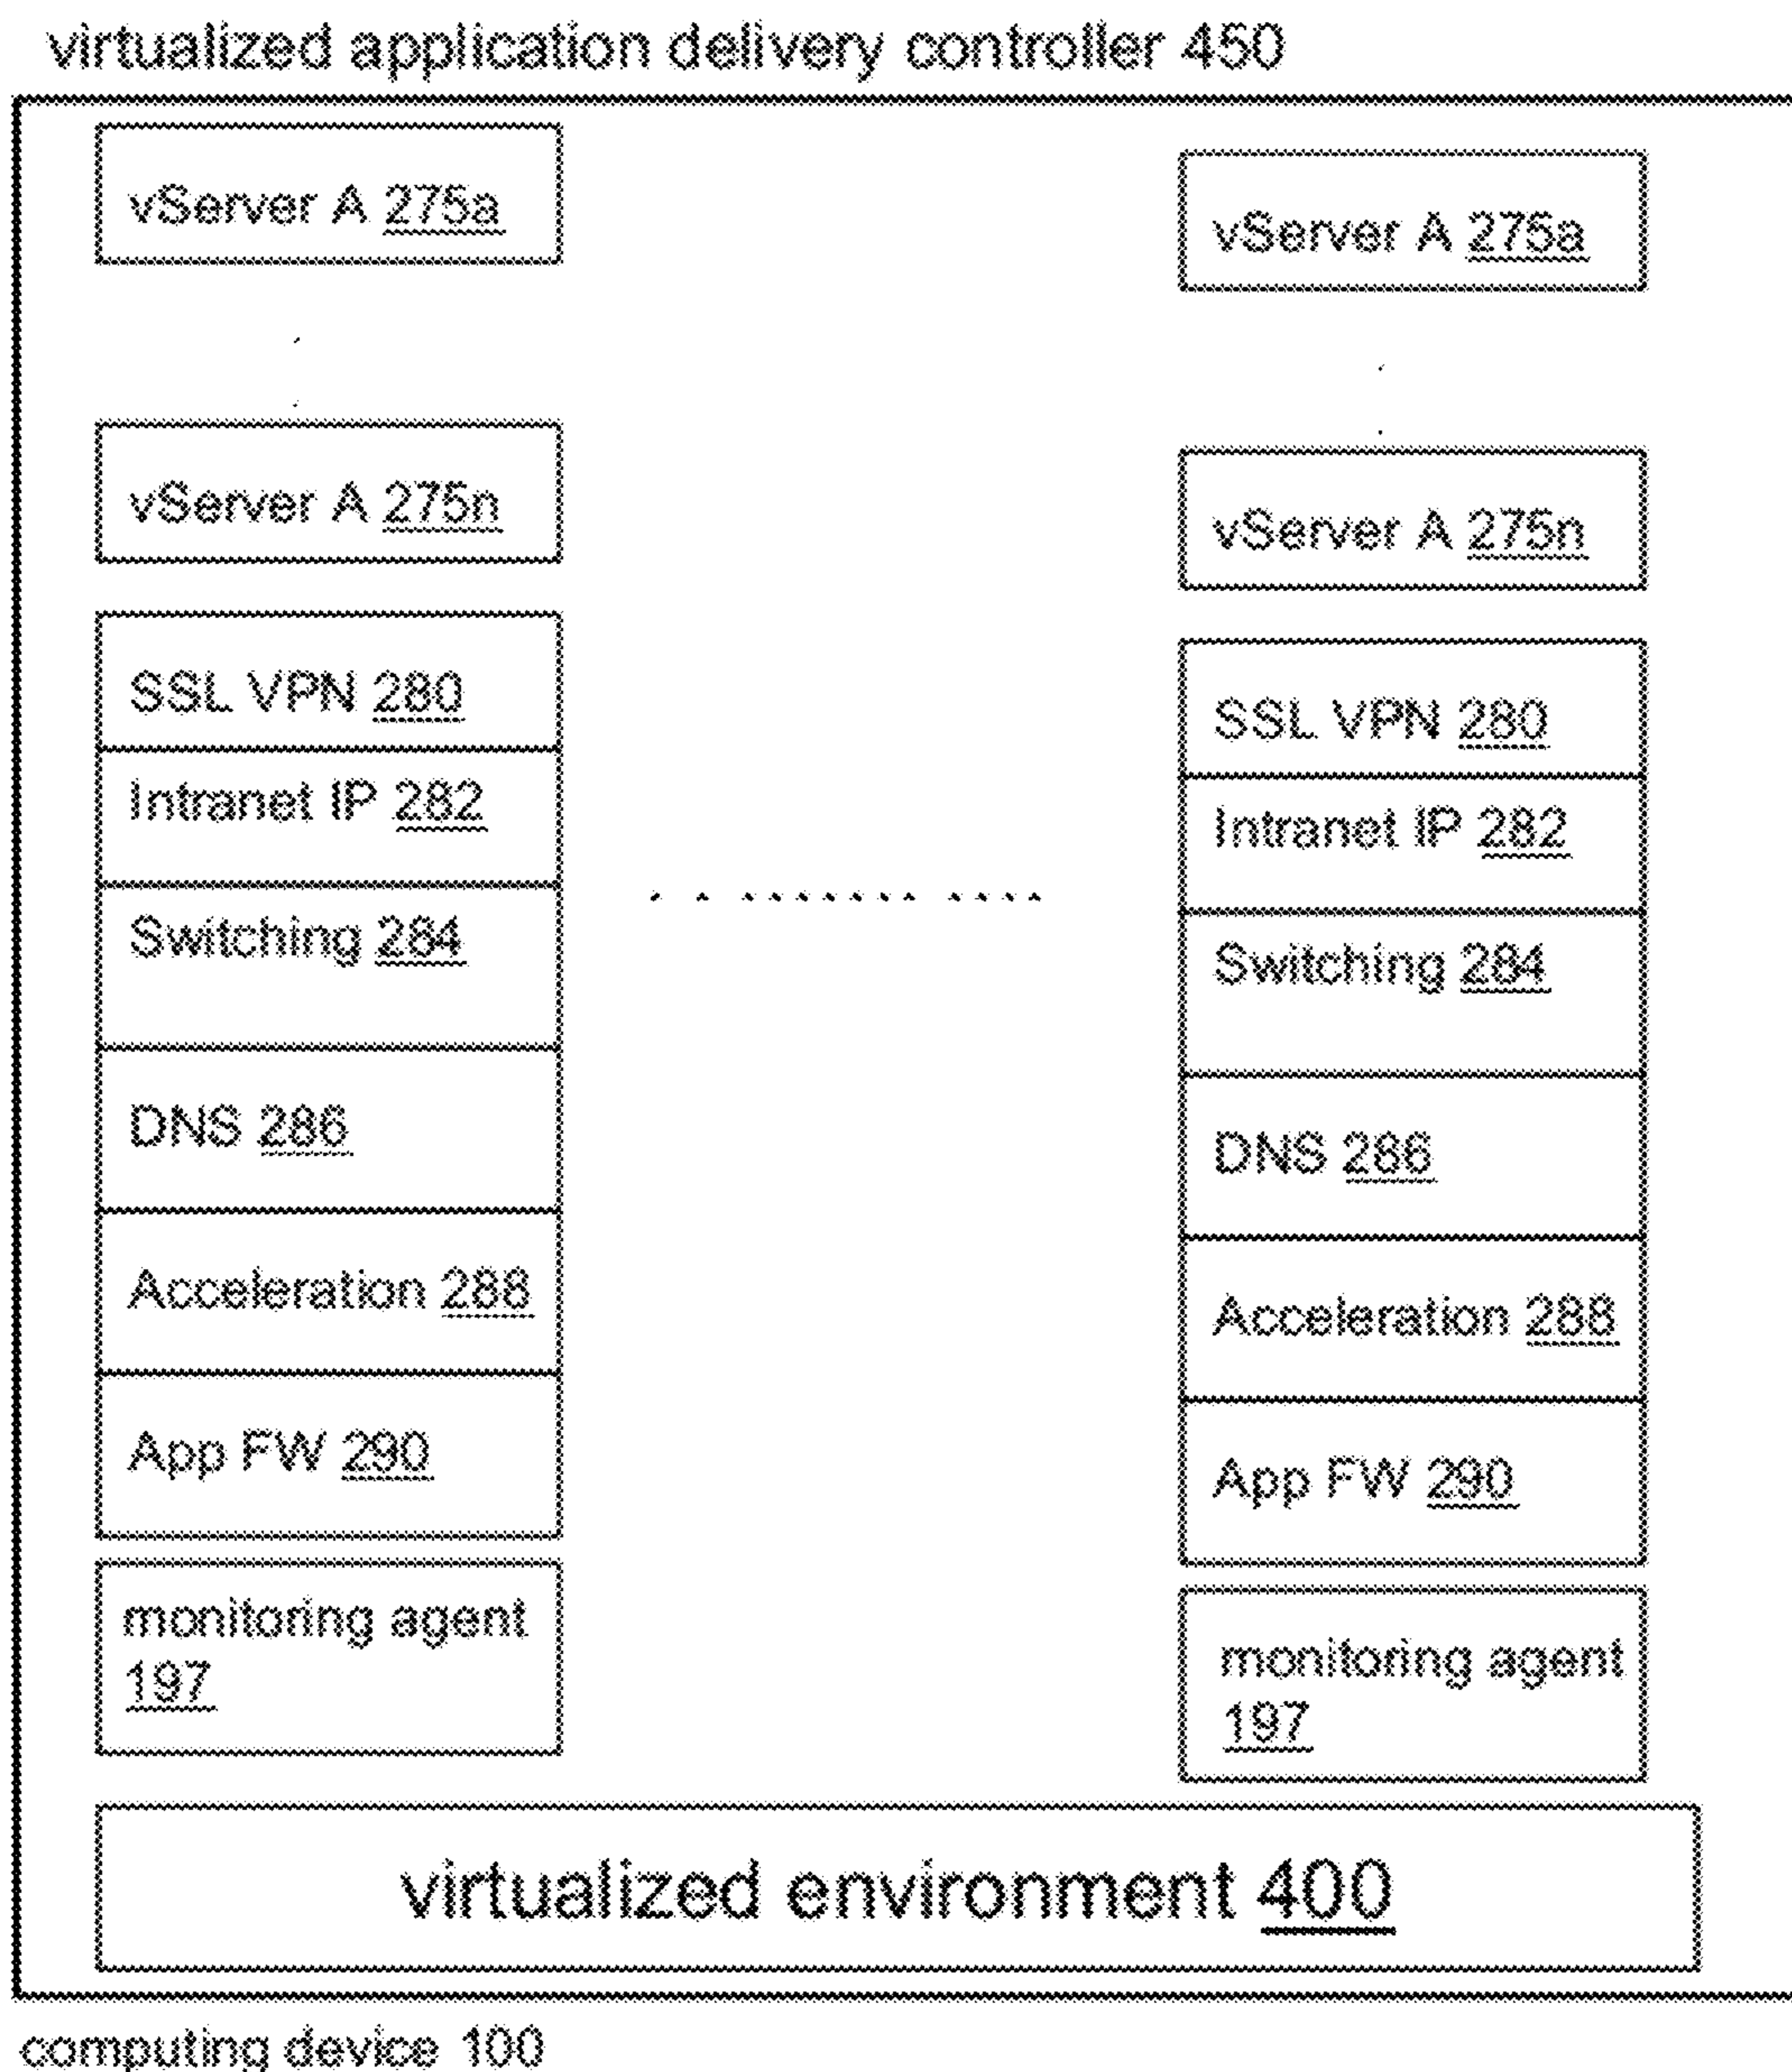 virtualized application delivery controller 450
vServer A 275a
vServer A 275n
SSL VPN 280
Intranet IP 282
Switching 284
DNS 286
Acceleration 288
App FW 290
monitoring agent
197
vServer A 275a
vServer A 275n
SSL VPN 280
Intranet IP 282
Switching 284
DNS 286
Acceleration 288
App FW 290
monitoring agent
197
virtualized environment 400
computing device 100